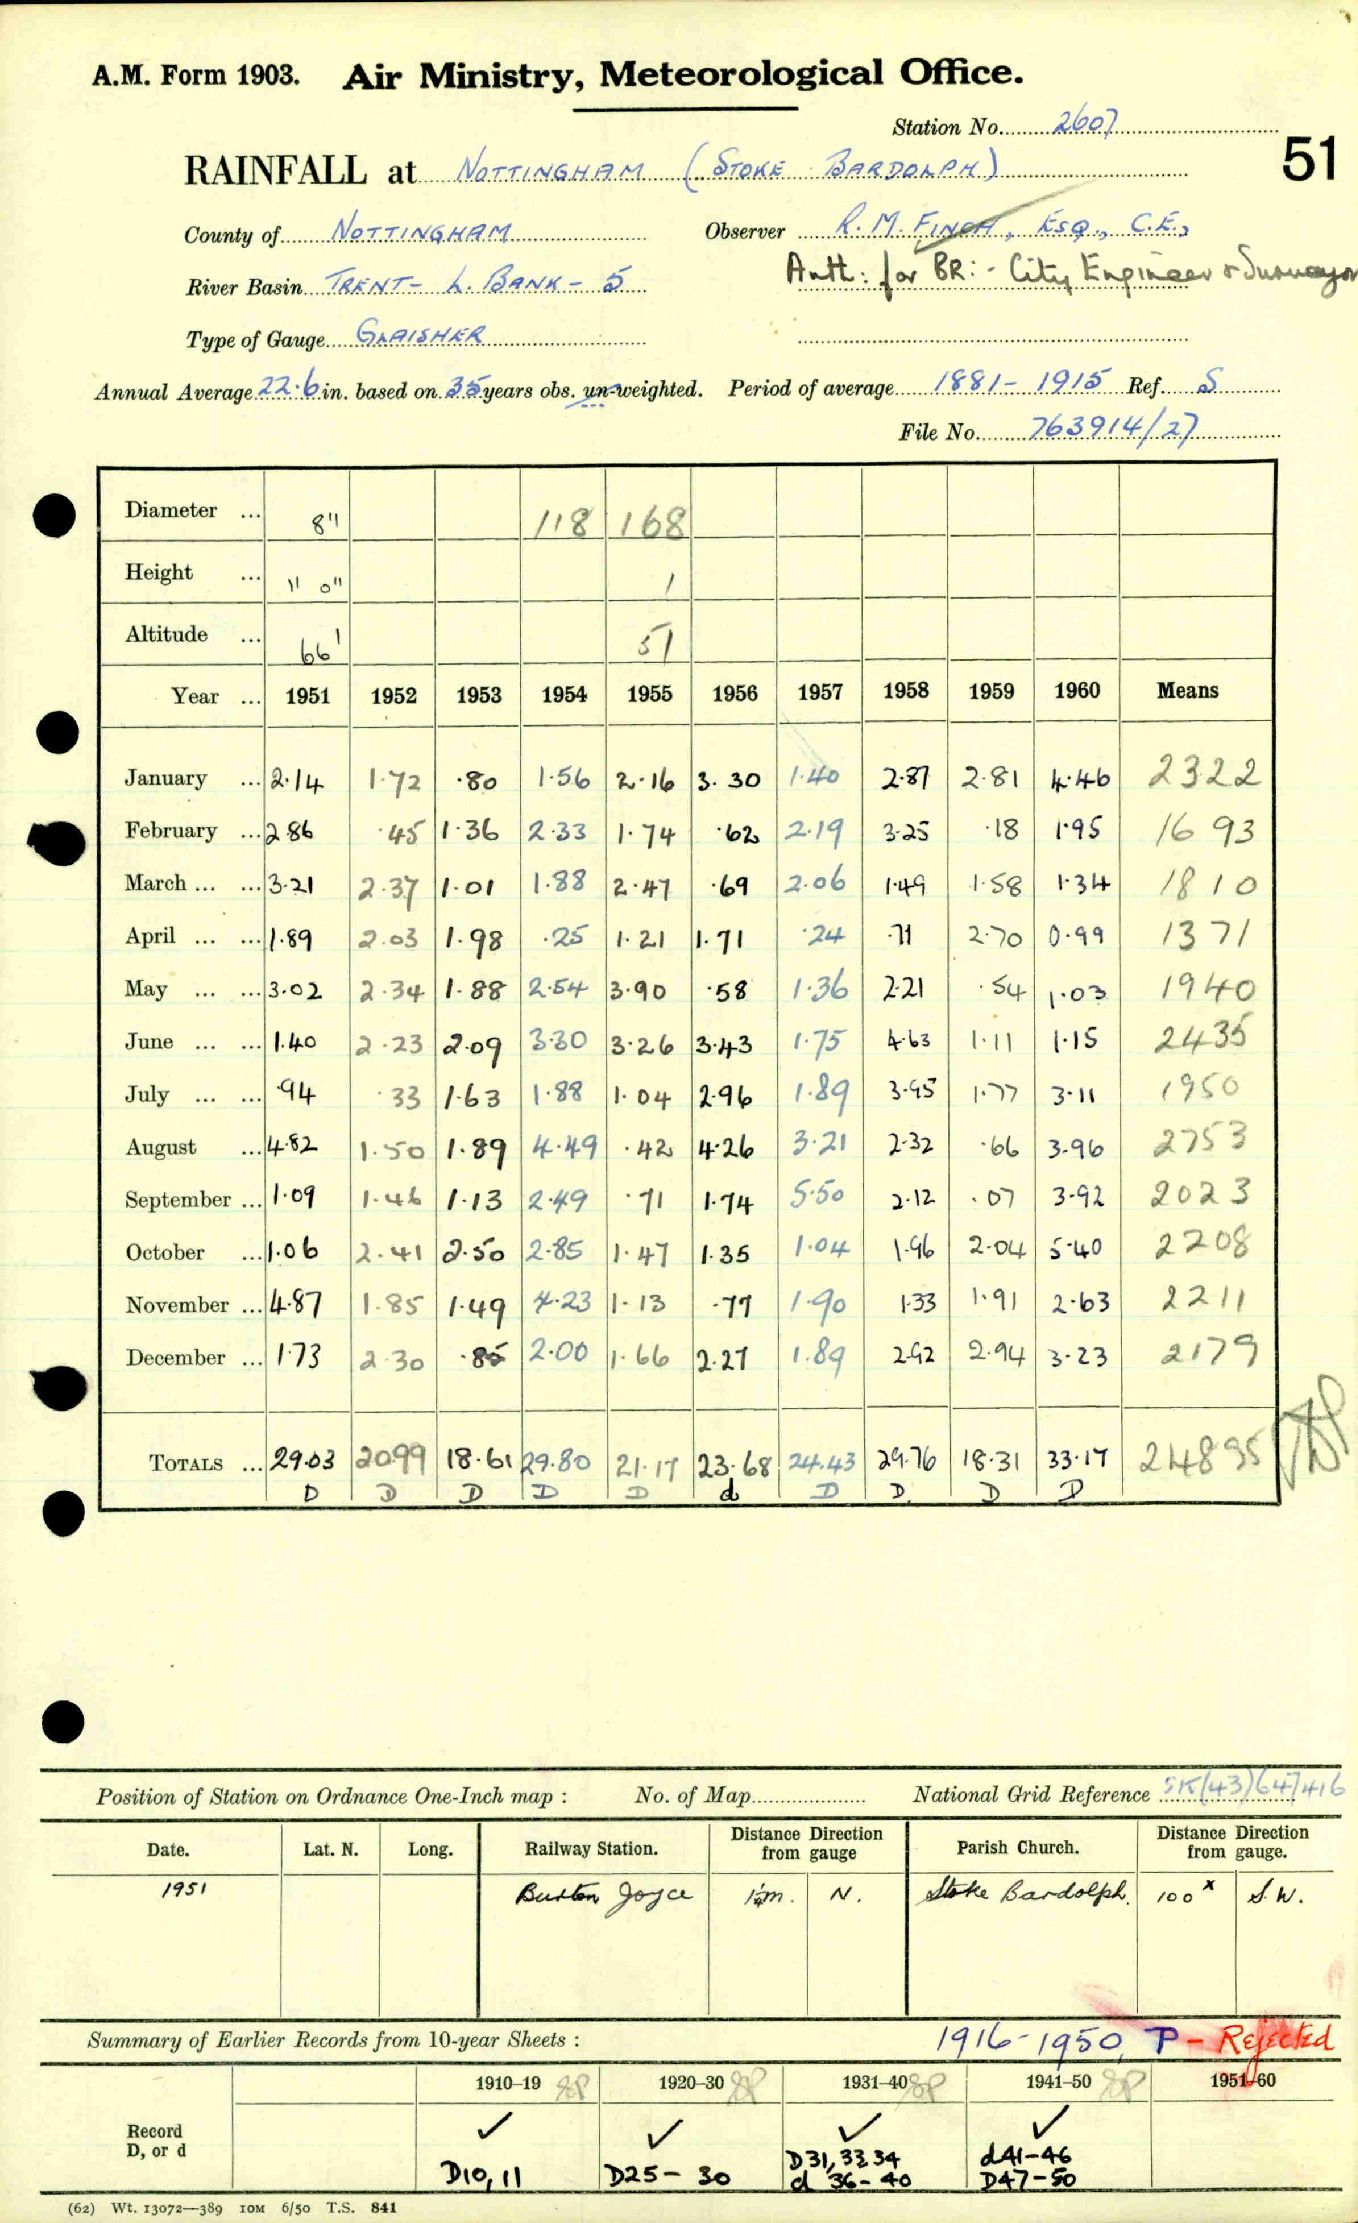 A.M. Form 1903. Air Ministry, Meteorological Office.
Station No. 2607
51
RAINFALL at NOTTINGHAM (STOKE BARDOLPH)
County of NOTTINGHAM Observer R. M. FINCH, ESQ., C.E.,
River Basin TRENT - L. BANK - 5 Auth: for BR:- City Engineer & Surveyor
Type of Gauge GLAISHER
Annual Average 22.6 in. based on 35 years obs. un-weighted. Period of average 1881 - 1915 Ref. S
File No. 763914/27
Diameter ... 8" 118 168
Height ... 1' 0" 1
Altitude ... 66' 51
Year ... 1951 1952 1953 1954 1955 1956 1957 1958 1959 1960 Means
January ... 2.14 1.72 .80 1.56 2.16 3.30 1.40 2.87 2.81 4.46 2322
February ... 2.86 .45 1.36 2.33 1.74 .62 2.19 3.25 .18 1.95 1693
March ... ... 3.21 2.37 1.01 1.88 2.47 .69 2.06 1.49 1.58 1.34 1810
April ... ... 1.89 2.03 1.98 .25 1.21 1.71 .24 .71 2.70 0.99 1371
May ... ... 3.02 2.34 1.88 2.54 3.90 .58 1.36 2.21 .54 1.03 1940
June ... ... 1.40 2.23 2.09 3.30 3.26 3.43 1.75 4.63 1.11 1.15 2435
July ... ... .94 .33 1.63 1.88 1.04 2.96 1.89 3.95 1.77 3.11 1950
August ... 4.82 1.50 1.89 4.49 .42 4.26 3.21 2.32 .66 3.96 2753
September ... 1.09 1.46 1.13 2.49 .71 1.74 5.50 2.12 .07 3.92 2023
October ... 1.06 2.41 2.50 2.85 1.47 1.35 1.04 1.96 2.04 5.40 2208
November ... 4.87 1.85 1.49 4.23 1.13 .77 1.90 1.33 1.91 2.63 2211
December ... 1.73 2.30 .85 2.00 1.66 2.27 1.89 2.92 2.94 3.23 2179
TOTALS ... 29.03 20.99 18.61 29.80 21.17 23.68 24.43 29.76 18.31 33.17 24895
D D D D D d D D D D
Position of Station on Ordnance One-Inch map : No. of Map National Grid Reference SK(43)647416
Date. Lat. N. Long. Railway Station. Distance Direction from gauge Parish Church. Distance Direction from gauge.
1951 Burton Joyce N. Stoke Bardolph. 100x S.W.
Summary of Earlier Records from 10-year Sheets : 1916-1950, P - Rejected
1910–19 1920–30 1931–40 1941–50 1951–60
Record ✓ ✓ ✓ ✓
D, or d D10, 11 D25 - 30 D31, 33, 34 d41-46
d 36-40 D47-50
(62) Wt. 13072—389 10M 6/50 T.S. 841